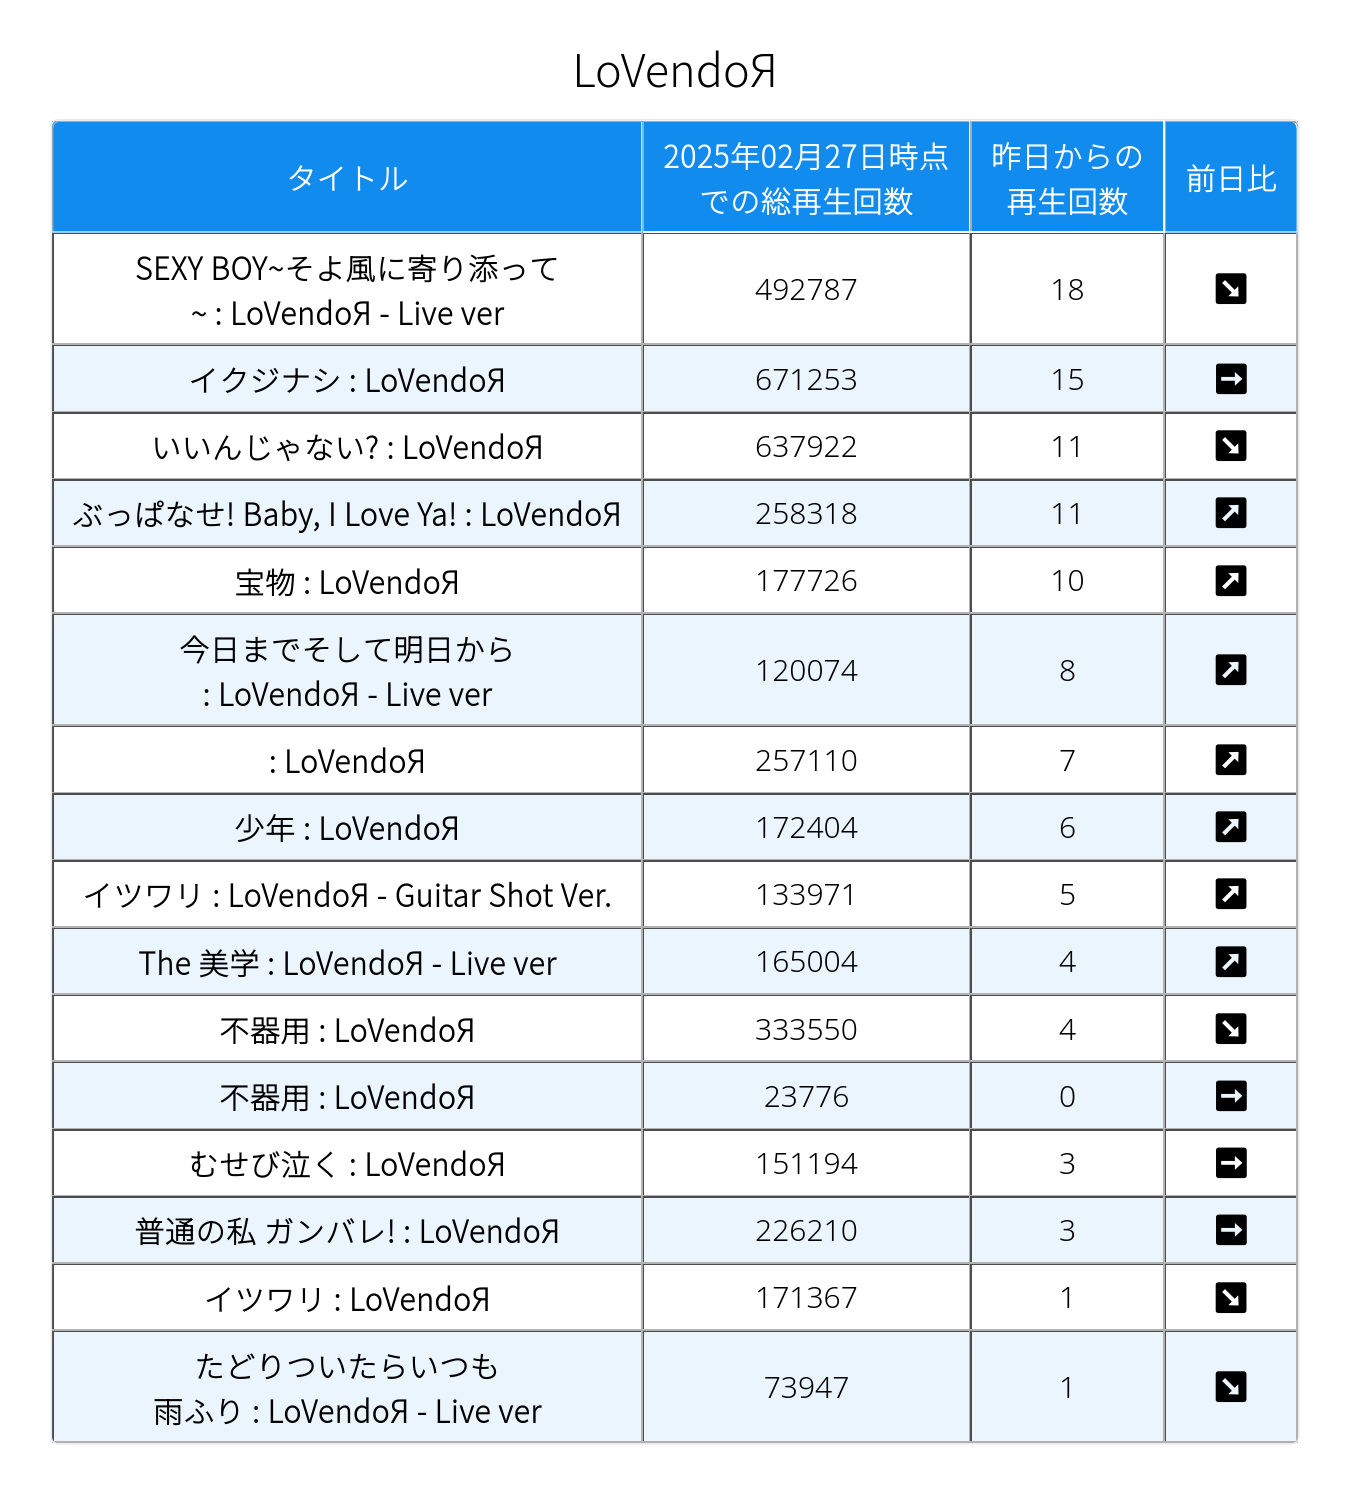 LoVendoЯ
タイトル
2025年02月27日時点
での総再生回数
昨日からの
再生回数
前日比
SEXY BOY~そよ風に寄り添って
~ : LoVendoЯ - Live ver
492787
18
イクジナシ : LoVendoЯ
671253
15
いいんじゃない? : LoVendoЯ
637922
11
ぶっぱなせ! Baby, I Love Ya! : LoVendoЯ
258318
11
宝物 : LoVendoЯ
177726
10
今日までそして明日から
: LoVendoЯ - Live ver
120074
8
: LoVendoЯ
257110
7
少年 : LoVendoЯ
172404
6
イツワリ : LoVendoЯ - Guitar Shot Ver.
133971
5
The 美学 : LoVendoЯ - Live ver
165004
4
不器用 : LoVendoЯ
333550
4
不器用 : LoVendoЯ
23776
0
むせび泣く : LoVendoЯ
151194
3
普通の私 ガンバレ! : LoVendoЯ
226210
3
イツワリ : LoVendoЯ
171367
1
たどりついたらいつも
雨ふり : LoVendoЯ - Live ver
73947
1